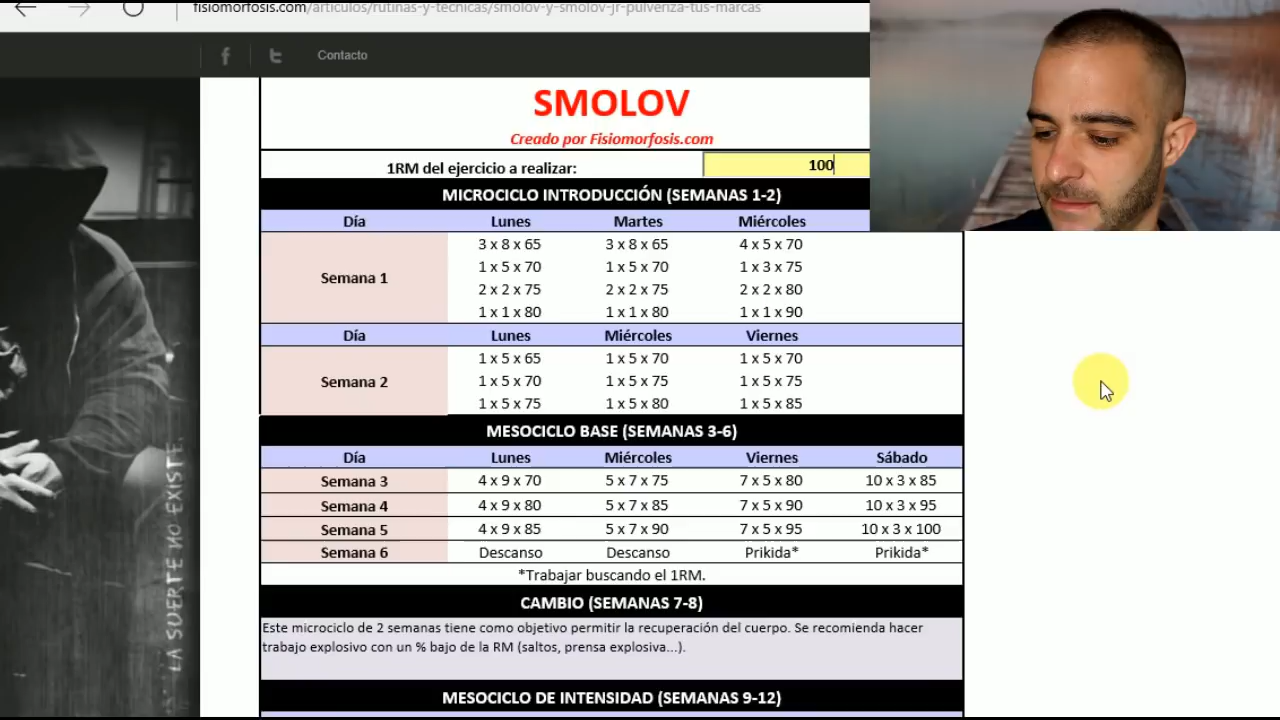 fisiomorfosis.com/articulos/rutinas-y-tecnicas/smolov-y-smolov-jr-pulveriza-tus-marcas
Contacto
SMOLOV
Creado por Fisiomorfosis.com
1RM del ejercicio a realizar: 100
MICROCICLO INTRODUCCIÓN (SEMANAS 1-2)
Día Lunes Martes Miércoles
Semana 1
3 x 8 x 65 3 x 8 x 65 4 x 5 x 70
1 x 5 x 70 1 x 5 x 70 1 x 3 x 75
2 x 2 x 75 2 x 2 x 75 2 x 2 x 80
1 x 1 x 80 1 x 1 x 80 1 x 1 x 90
Día Lunes Miércoles Viernes
Semana 2
1 x 5 x 65 1 x 5 x 70 1 x 5 x 70
1 x 5 x 70 1 x 5 x 75 1 x 5 x 75
1 x 5 x 75 1 x 5 x 80 1 x 5 x 85
MESOCICLO BASE (SEMANAS 3-6)
Día Lunes Miércoles Viernes Sábado
Semana 3 4 x 9 x 70 5 x 7 x 75 7 x 5 x 80 10 x 3 x 85
Semana 4 4 x 9 x 80 5 x 7 x 85 7 x 5 x 90 10 x 3 x 95
Semana 5 4 x 9 x 85 5 x 7 x 90 7 x 5 x 95 10 x 3 x 100
Semana 6 Descanso Descanso Prikida* Prikida*
*Trabajar buscando el 1RM.
CAMBIO (SEMANAS 7-8)
Este microciclo de 2 semanas tiene como objetivo permitir la recuperación del cuerpo. Se recomienda hacer
trabajo explosivo con un % bajo de la RM (saltos, prensa explosiva...).
MESOCICLO DE INTENSIDAD (SEMANAS 9-12)
LA SUERTE NO EXISTE.